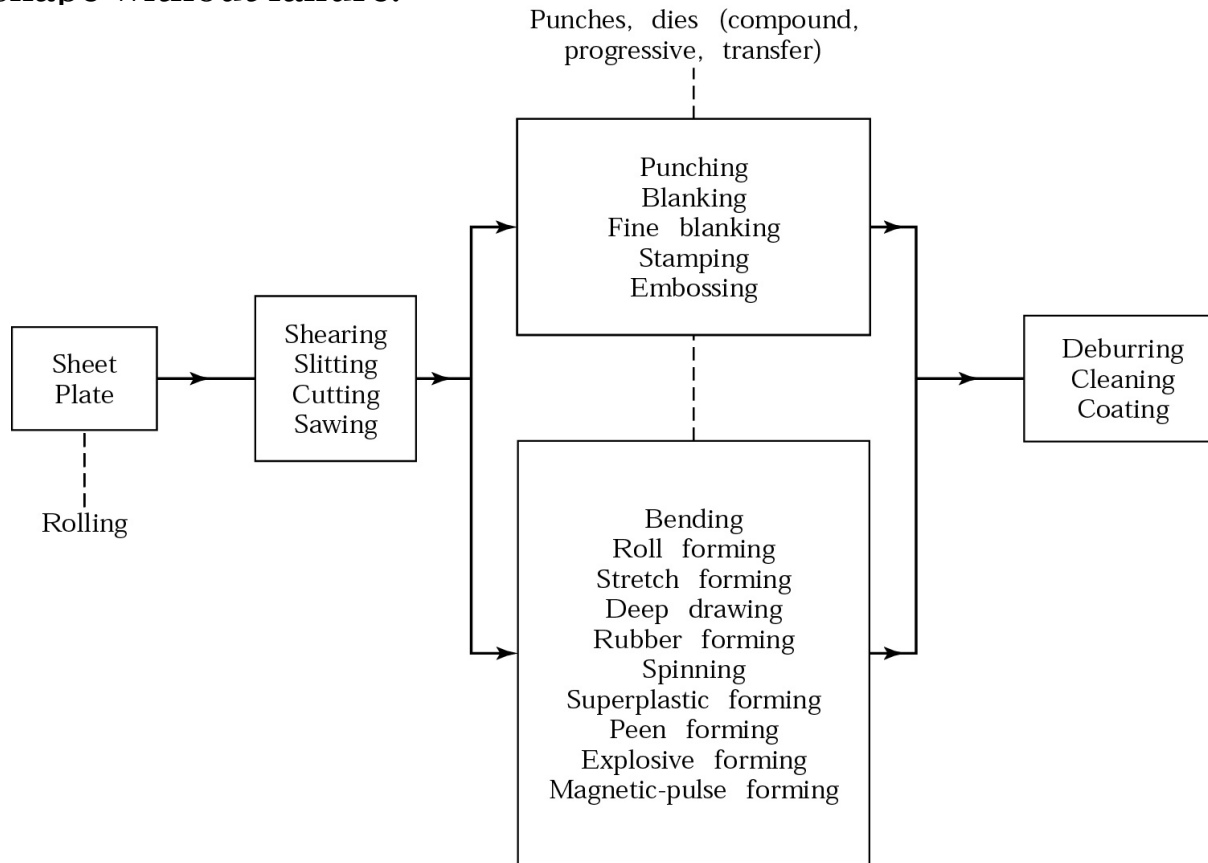 Punches, dies (compound,
progressive, transfer)
Punching
Blanking
Fine blanking
Stamping
Embossing
Sheet
Plate
Rolling
Shearing
Slitting
Cutting
Sawing
Bending
Roll forming
Stretch forming
Deep drawing
Rubber forming
Spinning
Superplastic forming
Peen forming
Explosive forming
Magnetic-pulse forming
Deburring
Cleaning
Coating